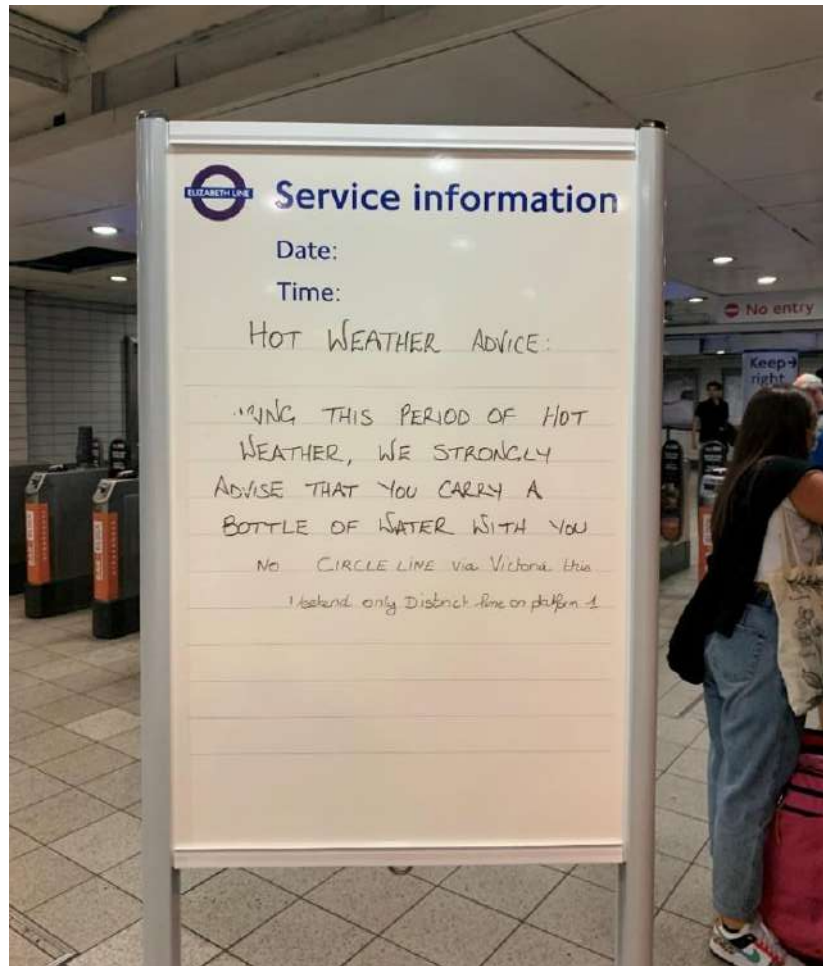 ELIZABETH LINE
Service information
Date:
Time:
HOT WEATHER ADVICE:
THIS PERIOD OF HOT
WEATHER, WE STRONGLY
ADVISE THAT YOU CARRY A
BOTTLE OF WATER WITH YOU
NO CIRCLE LINE via Victoria this
only District line on platform 1
No entry
Keep
right